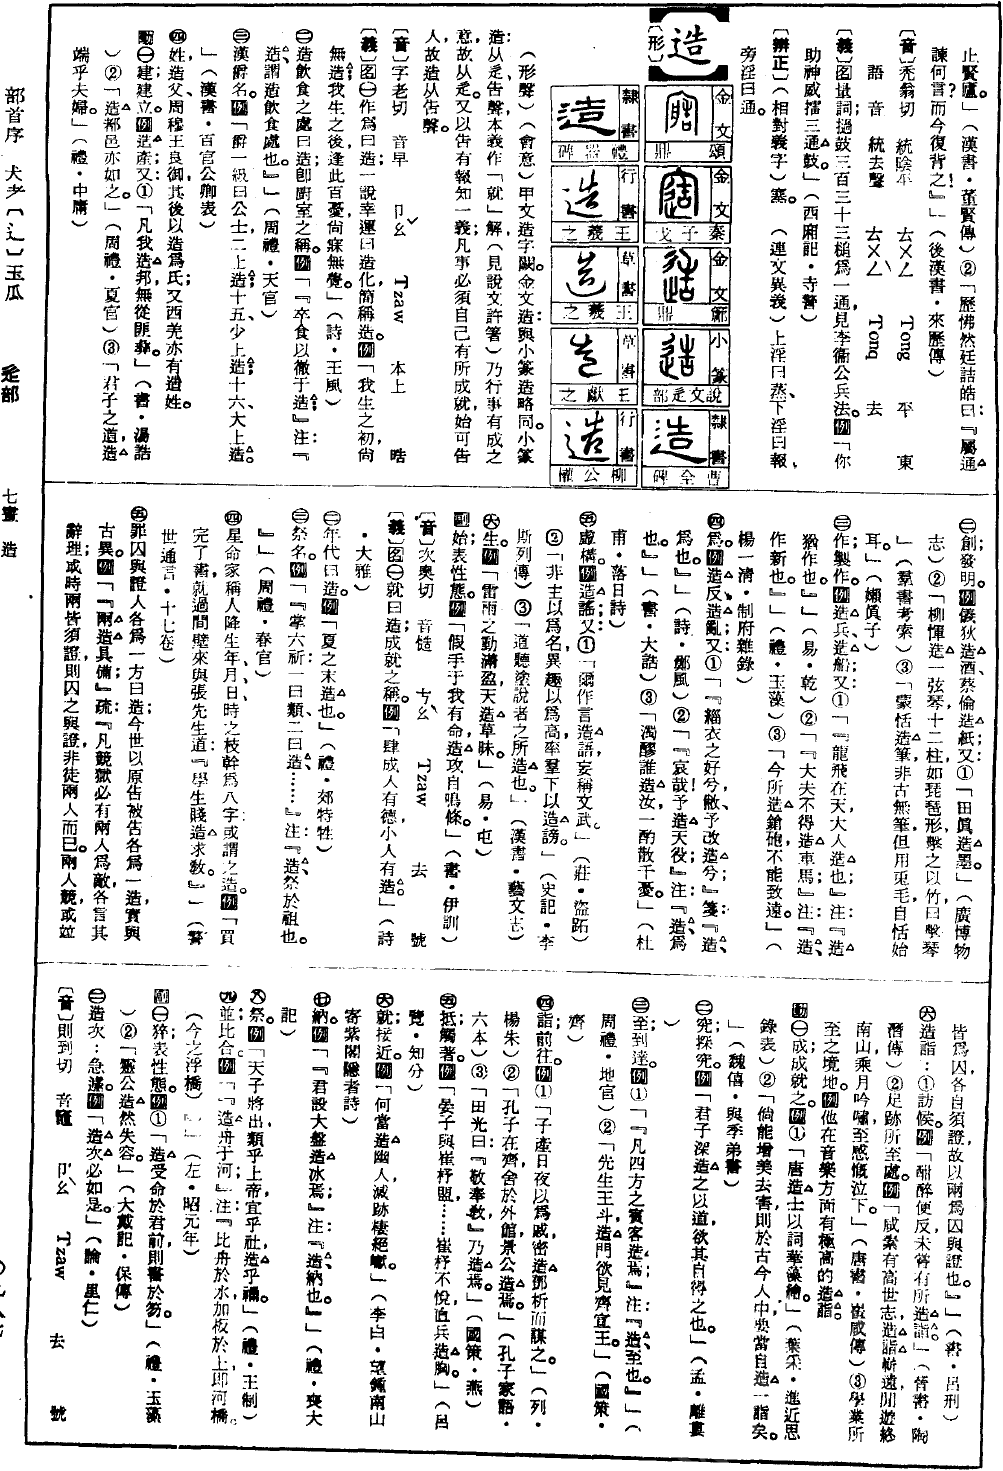 止賢廬。」（漢書·董賢傳）②「歷怫然廷詰皓曰：『屬通
諫何言？而今復背之！』」（後漢書·來歷傳）
〔音〕禿翁切　統陰平　ㄊㄨㄥ　Tong　平　東
語音　統去聲　ㄊㄨㄥˋ　Tong　去
〔義〕名量詞；撾鼓三百三十三槌爲一通，見李衞公兵法。例「你
助神威擂三通鼓。」（西廂記·寺警）
〔辨正〕（相對義字）塞。　（連文異義）上淫曰蒸，下淫曰報，
旁淫曰通。
造
〔形〕
金文　頌鼎
金文　秦子戈
金文　鼎
小篆　說文辵部
隸書　曹全碑
隸書　禮器碑
行書　王羲之
草書　王羲之
草書　王獻之
行書　柳公權
（形聲）（會意）甲文造字闕。金文：造與小篆造略同。小篆
造：从辵，告聲，本義作「就」解（見說文許箸），乃行事有成之
意，故从辵。又以告有報知一義，凡事必須自己有所成就，始可告
人，故造从告聲。
〔音〕字老切　音早　ㄗㄠˇ　Tzaw　本上　晧
〔義〕名㊀作爲曰造；一說幸運曰造；造化簡稱造。例「我生之初，尚
無造；我生之後，逢此百憂，尚寐無覺。」（詩·王風）
㊁造飲食之處曰造；卽廚室之稱。例「『卒食，以徹于造。』注：『
造謂造飲食處也。』」（周禮·天官）
㊂漢爵名。例「爵：一級曰公士，二上造，十五少上造，十六大上造。
」（漢書·百官公卿表）
㊃姓。造父，周穆王良御，其後以造爲氏；又西羌亦有造姓。
動㊀建；建立。例造產；又①「凡我造邦，無從匪彝。」（書·湯誥
）②「造都邑亦如之。」（周禮·夏官）③「君子之道，造
端乎夫婦。」（禮·中庸）
㊁創；發明。例儀狄造酒，蔡倫造紙；又①「田眞造墨。」（廣博物
志）②「柳惲造一弦琴，十二柱，如琵琶形，擊之以竹，曰擊琴
」（羣書考索）③「蒙恬造筆，非古無筆，但用兎毛，自恬始
耳。」（嬾眞子）
㊂作；製作。例造兵，造船；又①「『飛龍在天，大人造也。』注：『造，
猶作也。』」（易·乾）②「『大夫不得造車馬。』注：『造，
作新也。』」（禮·玉藻）③「今所造鎗砲，不能致遠。」（
楊一清·制府雜錄）
㊃爲。例造反，造亂；又①「『緇衣之好兮，敝予改造兮。』箋：『造，
爲也。』」（詩·鄭風）②「『哀哉！予造天役。』注：『造，爲
也。』」（書·大誥）③「濁醪誰造汝？一酌散千憂。」（杜
甫·落日詩）
㊄虛構。例造謠；又①「爾作言造語，妄稱文武。」（莊·盜跖）
②「非主以爲名，異趣以爲高，率羣下以造謗。」（史記·李
斯列傳）③「道聽塗說者之所造也。」（漢書·藝文志）
㊅生。例「雷雨之動滿盈，天造草昧。」（易·屯）
副始；表性態。例「假手于我有命，造攻自鳴條。」（書·伊訓）
〔音〕次奧切　音慥　ㄘㄠˋ　Tzaw　去　號
〔義〕名㊀就曰造；成就之稱。例「肆成人有德，小人有造。」（詩
·大雅）
㊁年代曰造。例「夏之末造也。」（禮·郊特牲）
㊂祭名。例「『掌六祈：一曰類，二曰造……』注：『造，祭於祖也。
』」（周禮·春官）
㊃星命家稱人降生年、月、日、時之枝幹爲八字，或謂之造。例「買
完了書，就過間壁來與張先生道：『學生賤造求教。』」（警
世通言·十七卷）
㊄罪囚與證人各爲一方曰造；今世以原告被告各爲一造，實與
古異。例「『兩造具備。』疏：『凡競獄必有兩人爲敵，各言其
辭理，或時兩皆須證，則囚之與證，非徒兩人而已，兩人競，或並
皆爲囚，各自須證，故以兩爲囚與證也。』」（書·呂刑）
㊅造詣：①訪候。例「酣醉便反，未嘗有所造詣。」（晉書·陶
潛傳）②足跡所至處。例「咸業有高世志，造詣嶄遠，閒遊終
南山，乘月吟嘯，至感慨泣下。」（唐書·崔咸傳）③學業所
至之境地。例他在音樂方面有極高的造詣。
動㊀成；成就之。例①「唐造士以詞華藻繪。」（葉采·進近思
錄表）②「倘能增美去害，則於古今人中，要當自造一詣矣。
」（魏僖·與季弟書）
㊁究；探究。例「君子深造之以道，欲其自得之也。」（孟·離婁
）
㊂至；到達。例①「『凡四方之賓客造焉。』注：『造，至也。』」（
周禮·地官）②「先生王斗造門，欲見齊宣王。」（國策·
齊）
㊃詣；前往。例①「子產日夜以爲戚，密造鄧析而謀之。」（列·
楊朱）②「孔子在齊，舍於外館，景公造焉。」（孔子家語·
六本）③「田光曰：『敬奉教。』乃造焉。」（國策·燕）
㊄抵；觸著。例「晏子與崔杼盟……崔杼不悅，直兵造胸。」（呂
覽·知分）
㊅就；接近。例「何當造幽人，滅跡棲絕巘。」（李白·望終南山
寄紫閣隱者詩）
㊆納。例「『君設大盤，造冰焉。』注：『造，納也。』」（禮·喪大
記）
㊇祭。例「天子將出，類乎上帝，宜乎社，造乎禰。」（禮·王制）
㊈並；比合。例「『造舟于河。』注：『比舟於水，加板於上，卽河橋。
（今之浮橋）』」（左·昭元年）
副㊀猝；表性態。例①「造受命於君前，則書於笏。」（禮·玉藻
）②「靈公造然失容。」（大戴記·保傳）
㊁造次：急遽。例「造次必如是。」（論·里仁）
〔音〕則到切　音竈　ㄗㄠˋ　Tzaw　去　號
部首序　犬歺〔辶〕玉瓜　辵部　七畫　造